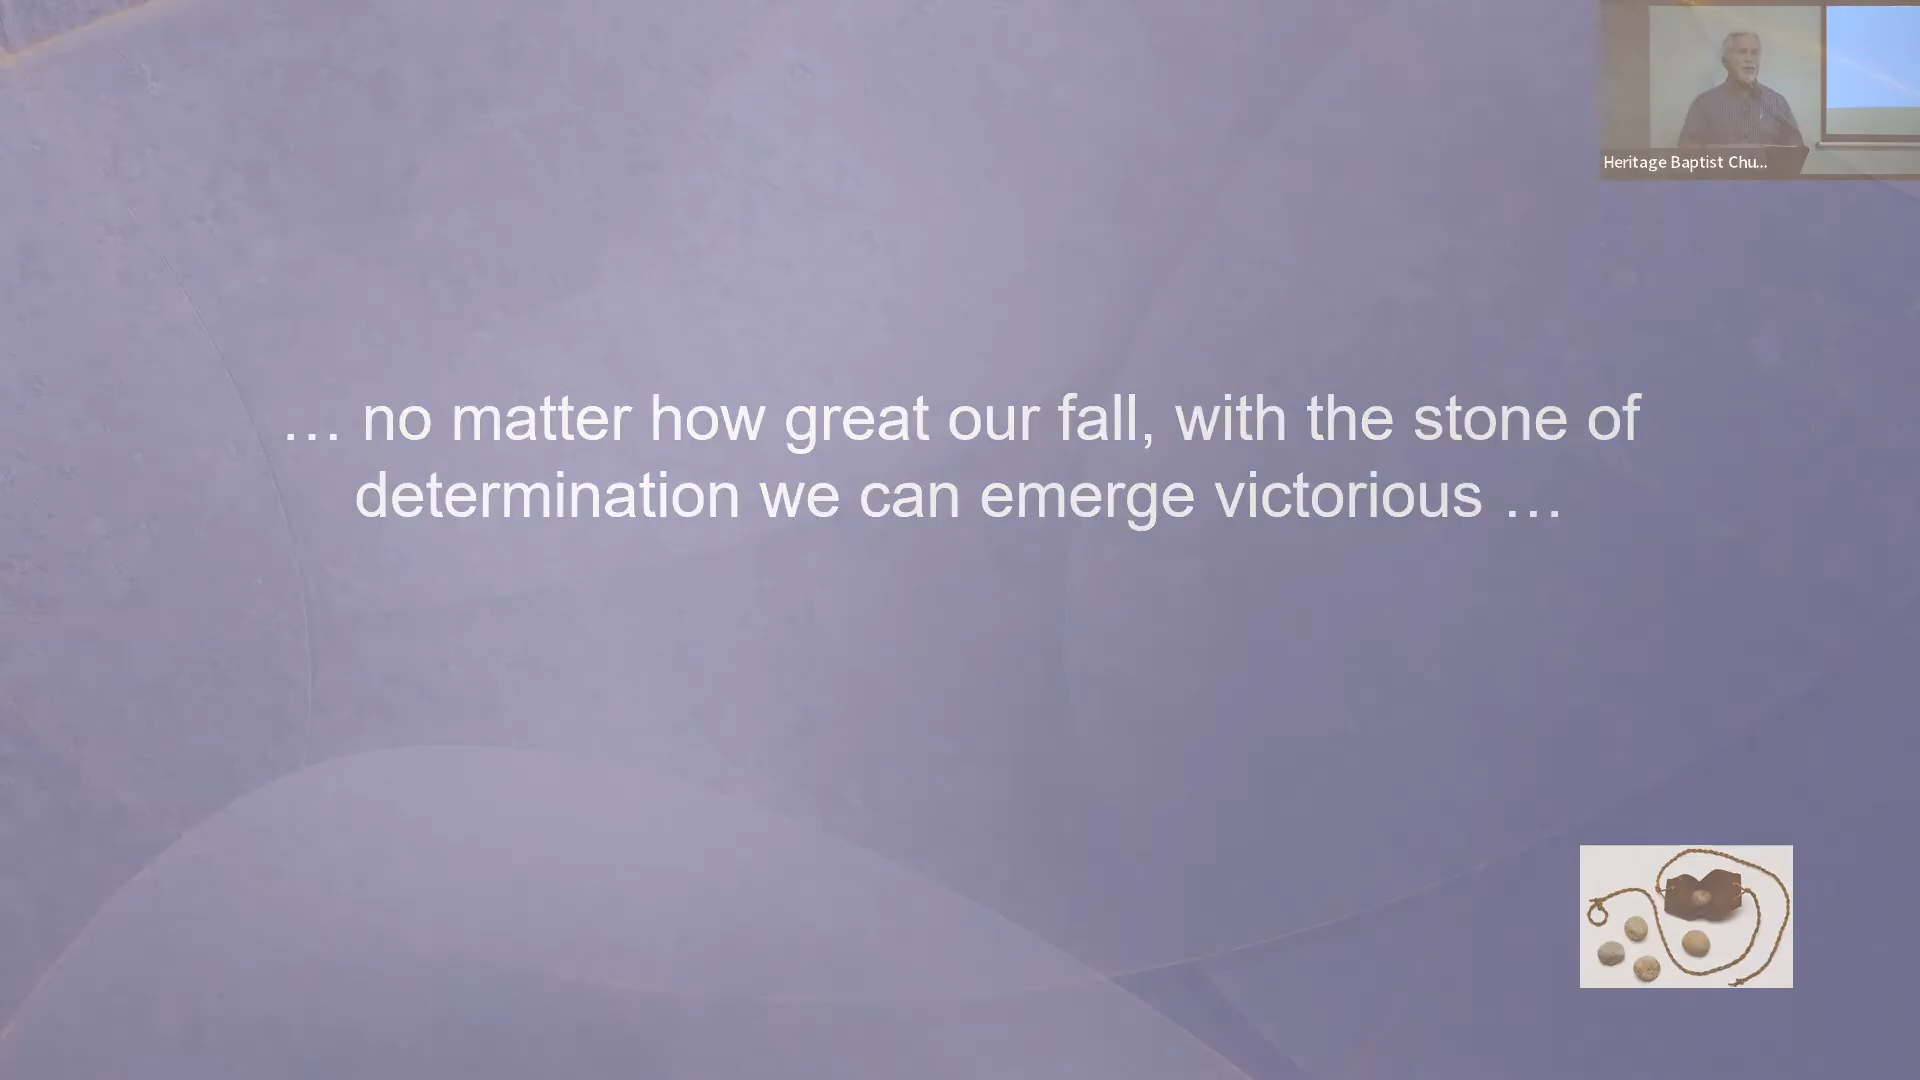 Heritage Baptist Chu...
... no matter how great our fall, with the stone of
determination we can emerge victorious ...